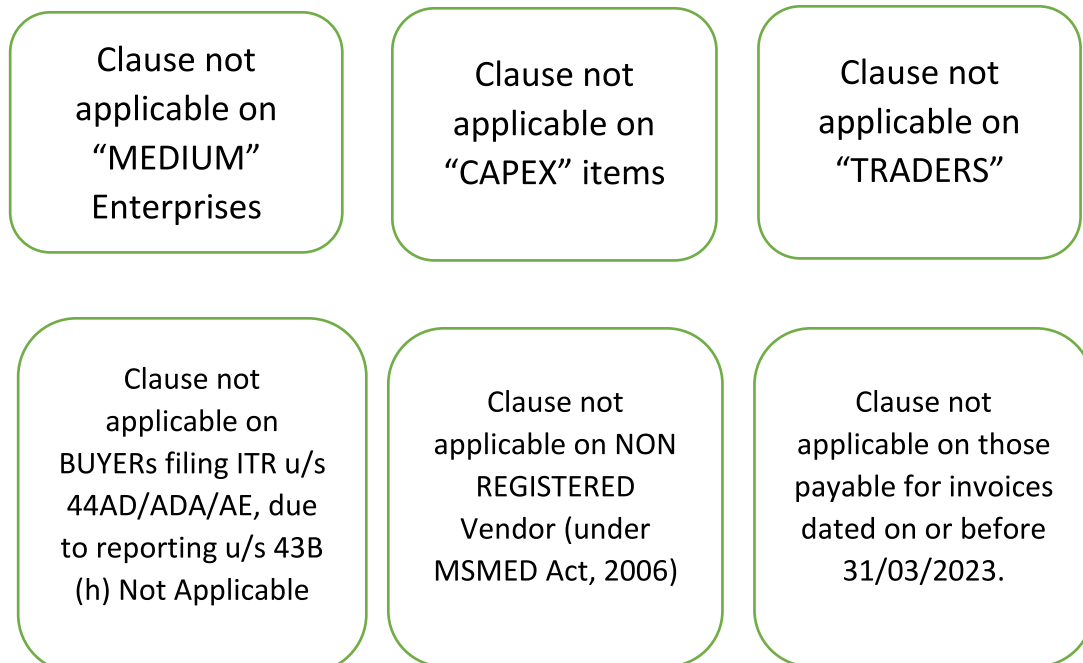 Clause not
applicable on
“MEDIUM”
Enterprises
Clause not
applicable on
“CAPEX” items
Clause not
applicable on
“TRADERS”
Clause not
applicable on
BUYERs filing ITR u/s
44AD/ADA/AE, due
to reporting u/s 43B
(h) Not Applicable
Clause not
applicable on NON
REGISTERED
Vendor (under
MSMED Act, 2006)
Clause not
applicable on those
payable for invoices
dated on or before
31/03/2023.